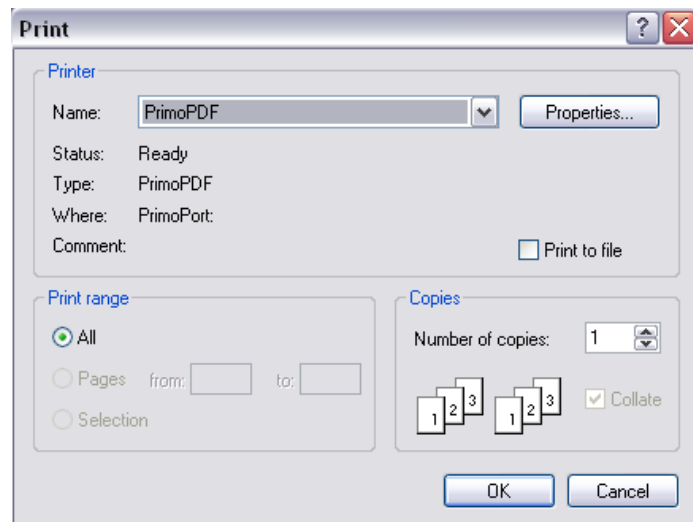 Print
Printer
Name: PrimoPDF Properties...
Status: Ready
Type: PrimoPDF
Where: PrimoPort:
Comment: Print to file
Print range
All
Pages from: to:
Selection
Copies
Number of copies: 1
1 2 3 1 2 3 Collate
OK Cancel